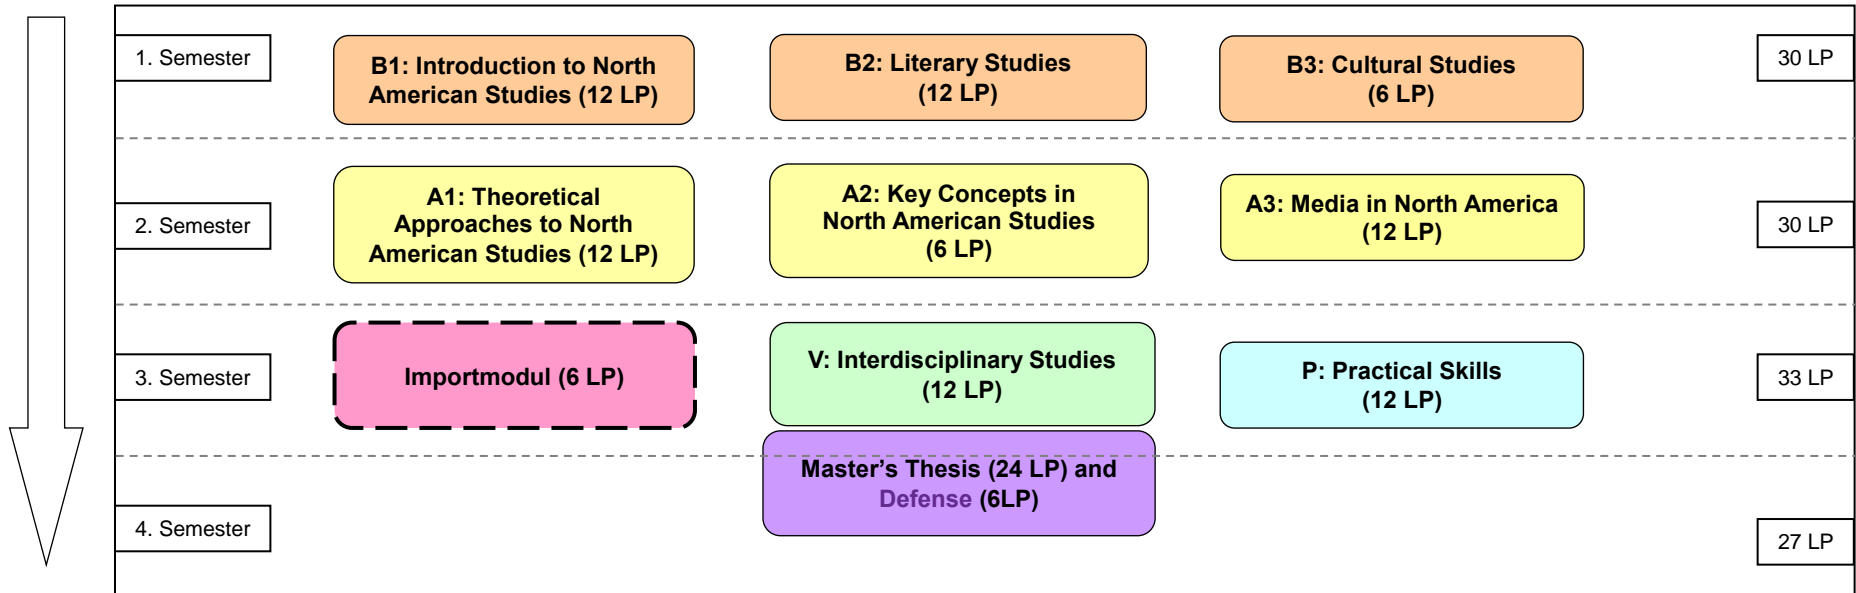 1. Semester
B1: Introduction to North
American Studies (12 LP)
B2: Literary Studies
(12 LP)
B3: Cultural Studies
(6 LP)
30 LP
2. Semester
A1: Theoretical
Approaches to North
American Studies (12 LP)
A2: Key Concepts in
North American Studies
(6 LP)
A3: Media in North America
(12 LP)
30 LP
3. Semester
Importmodul (6 LP)
V: Interdisciplinary Studies
(12 LP)
P: Practical Skills
(12 LP)
33 LP
Master’s Thesis (24 LP) and
Defense (6LP)
4. Semester
27 LP